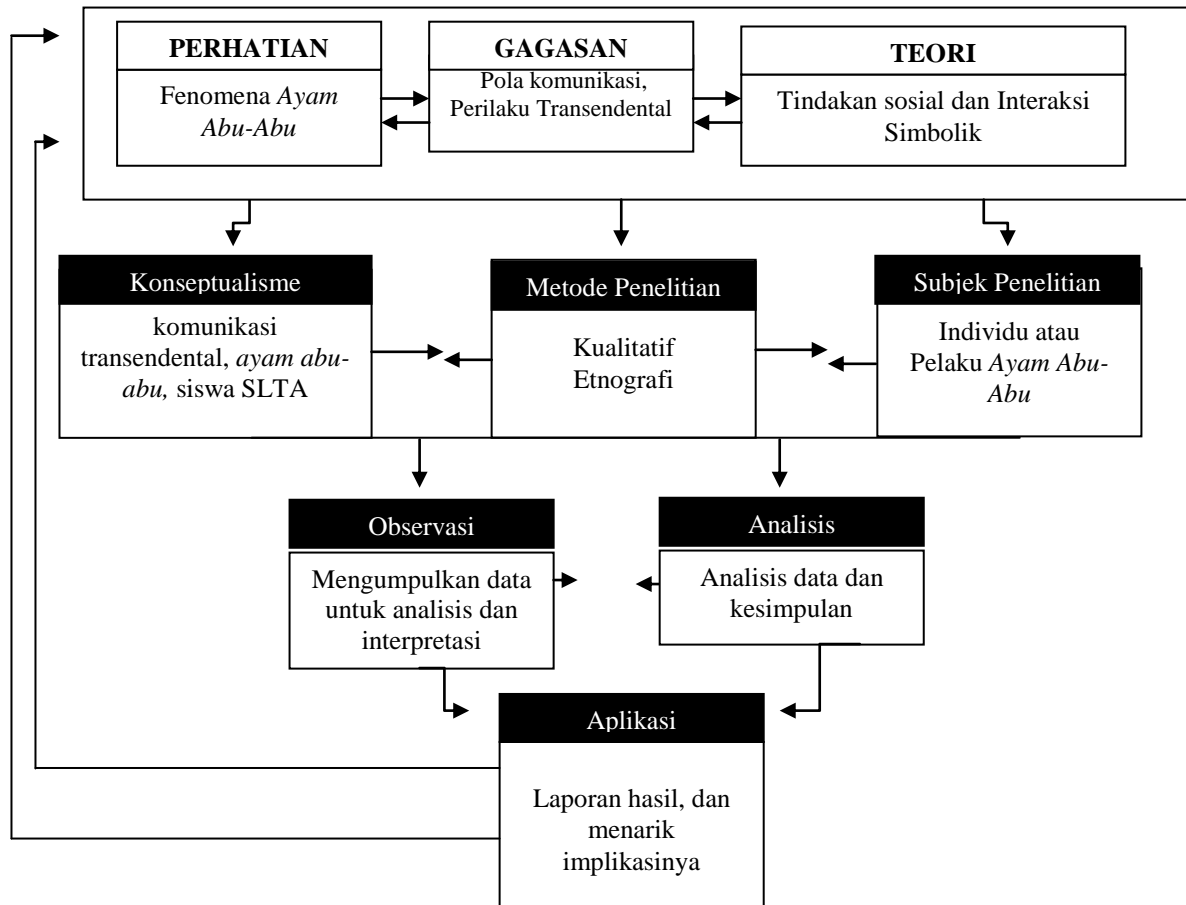 PERHATIAN
Fenomena Ayam
Abu-Abu
GAGASAN
Pola komunikasi,
Perilaku Transendental
TEORI
Tindakan sosial dan Interaksi
Simbolik
Konseptualisme
komunikasi
transendental, ayam abu-
abu, siswa SLTA
Metode Penelitian
Kualitatif
Etnografi
Subjek Penelitian
Individu atau
Pelaku Ayam Abu-
Abu
Observasi
Mengumpulkan data
untuk analisis dan
interpretasi
Analisis
Analisis data dan
kesimpulan
Aplikasi
Laporan hasil, dan
menarik
implikasinya